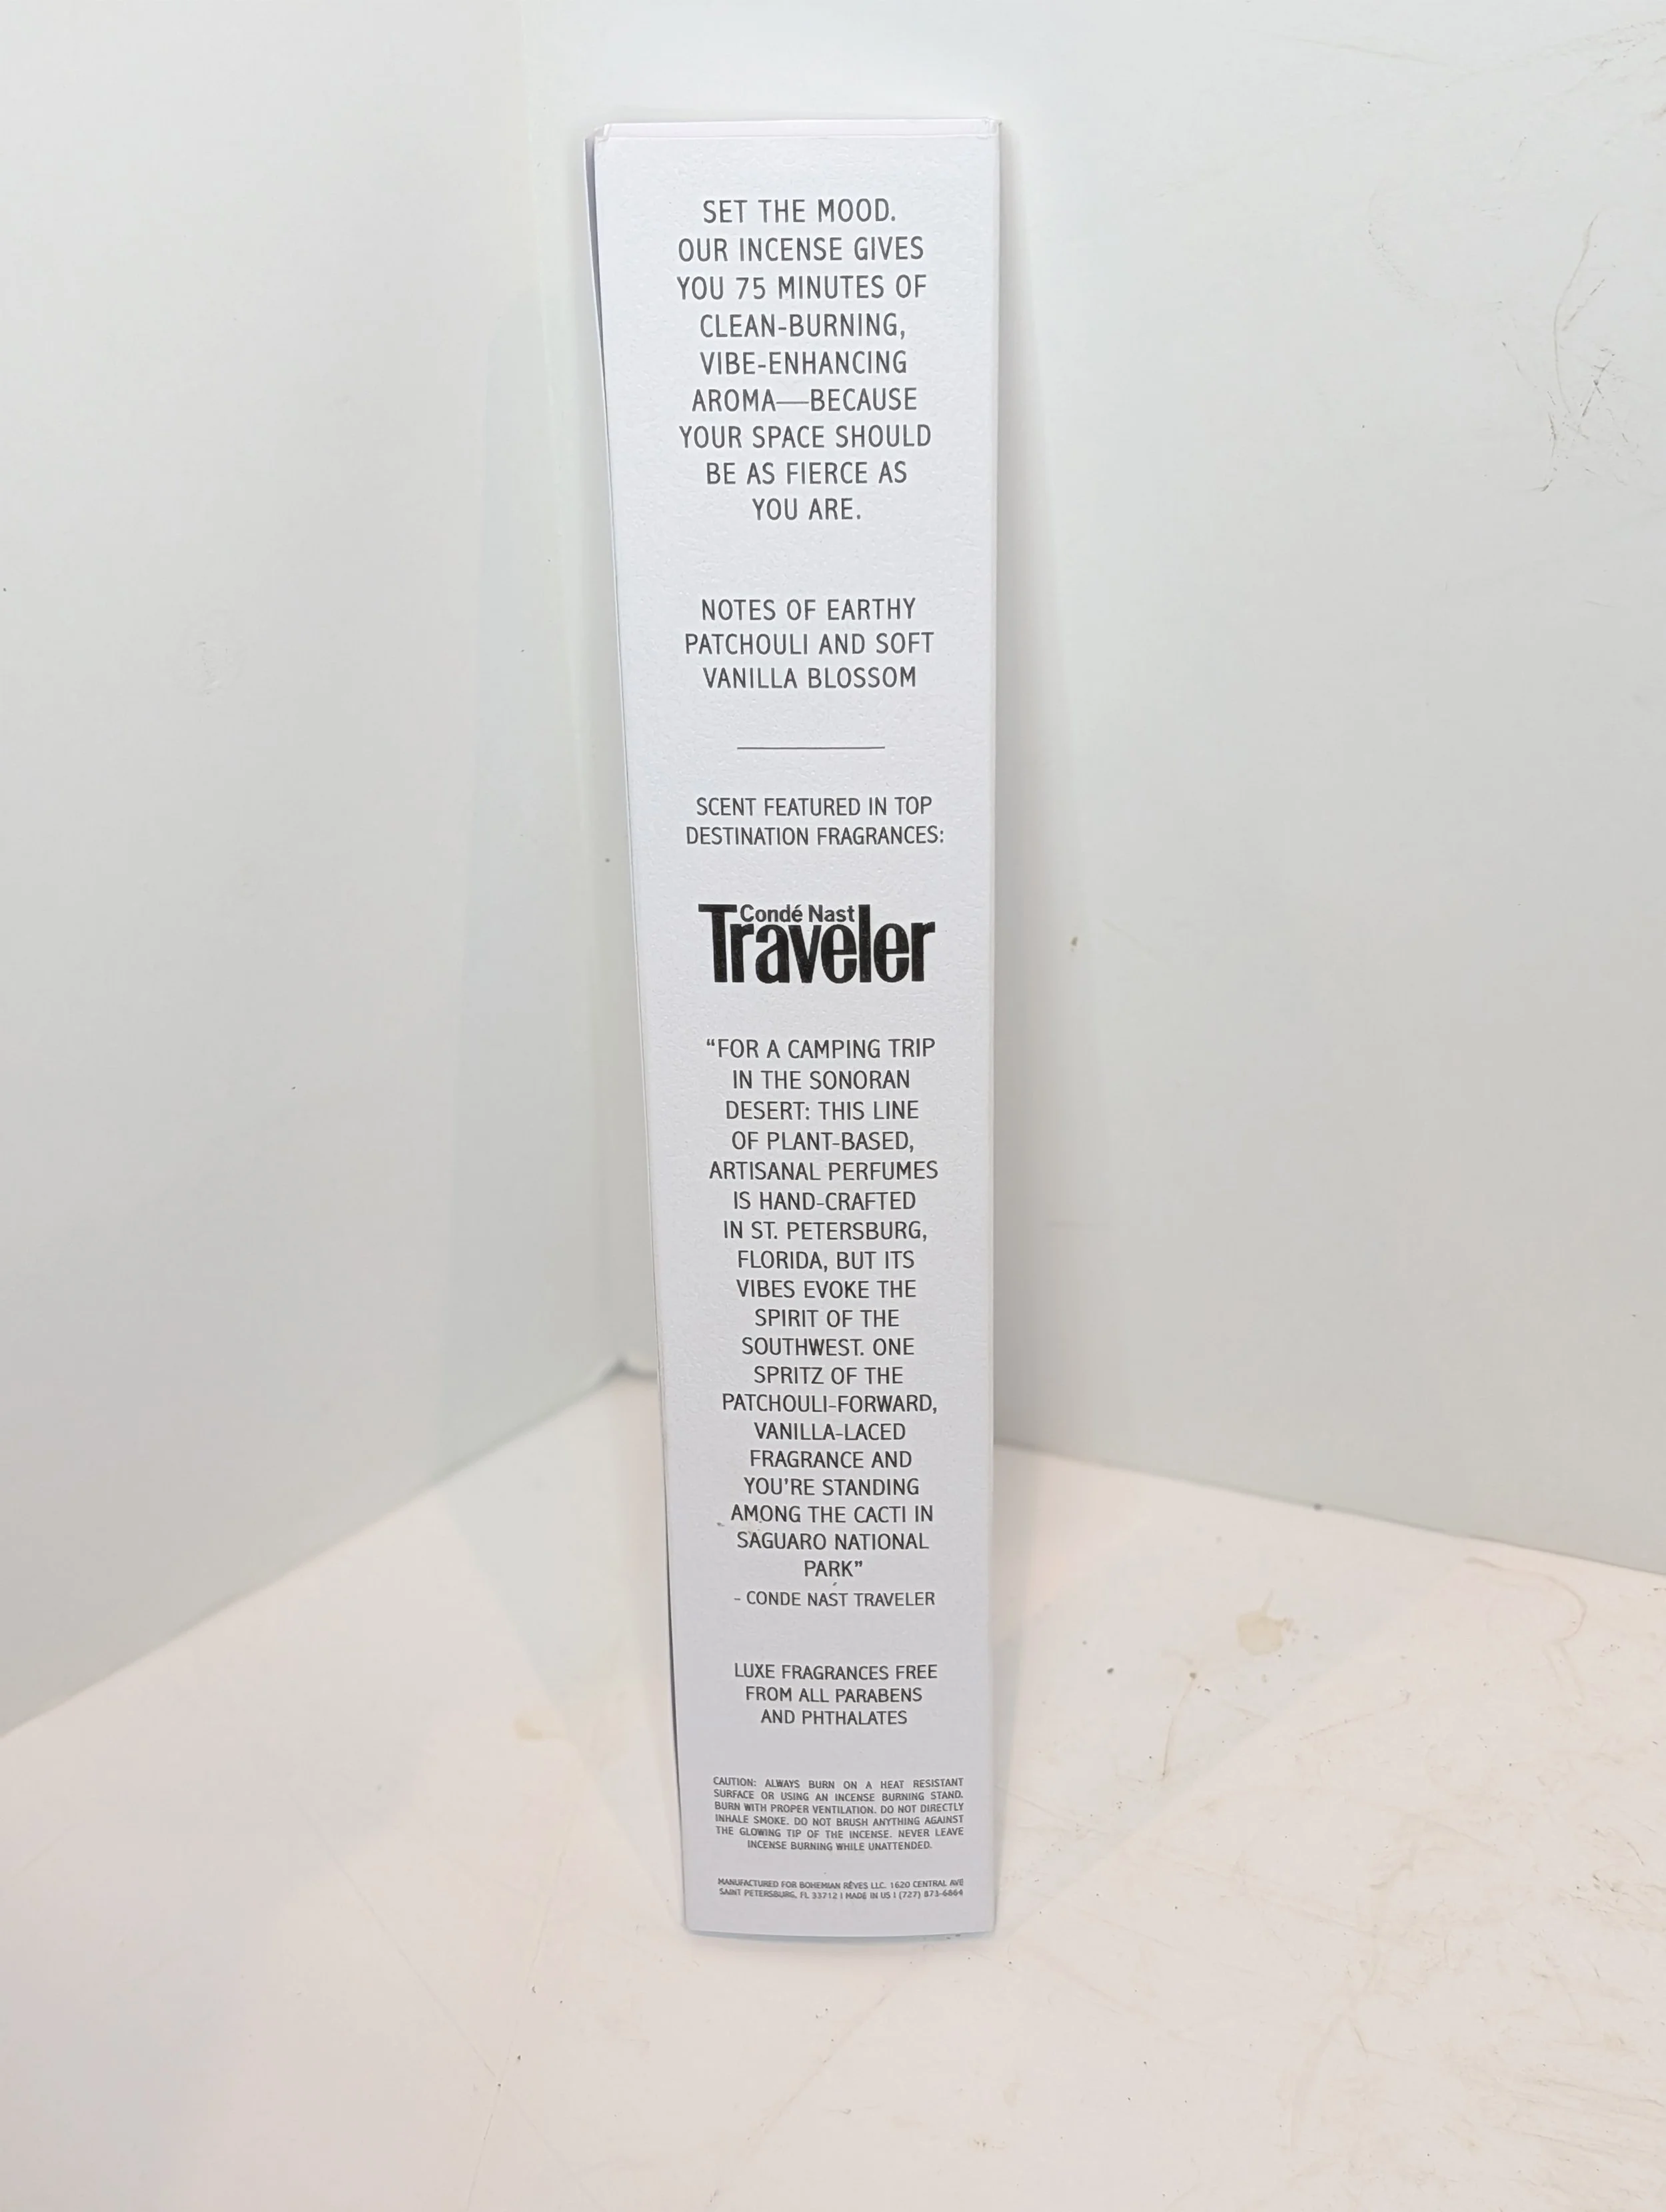 SET THE MOOD.
OUR INCENSE GIVES
YOU 75 MINUTES OF
CLEAN-BURNING,
VIBE-ENHANCING
AROMA—BECAUSE
YOUR SPACE SHOULD
BE AS FIERCE AS
YOU ARE.
NOTES OF EARTHY
PATCHOULI AND SOFT
VANILLA BLOSSOM
SCENT FEATURED IN TOP
DESTINATION FRAGRANCES:
Condé Nast
Traveler
“FOR A CAMPING TRIP
IN THE SONORAN
DESERT: THIS LINE
OF PLANT-BASED,
ARTISANAL PERFUMES
IS HAND-CRAFTED
IN ST. PETERSBURG,
FLORIDA, BUT ITS
VIBES EVOKE THE
SPIRIT OF THE
SOUTHWEST. ONE
SPRITZ OF THE
PATCHOULI-FORWARD,
VANILLA-LACED
FRAGRANCE AND
YOU’RE STANDING
AMONG THE CACTI IN
SAGUARO NATIONAL
PARK”
- CONDE NAST TRAVELER
LUXE FRAGRANCES FREE
FROM ALL PARABENS
AND PHTHALATES
CAUTION: ALWAYS BURN ON A HEAT RESISTANT
SURFACE OR USING AN INCENSE BURNING STAND.
BURN WITH PROPER VENTILATION. DO NOT DIRECTLY
INHALE SMOKE. DO NOT BRUSH ANYTHING AGAINST
THE GLOWING TIP OF THE INCENSE. NEVER LEAVE
INCENSE BURNING WHILE UNATTENDED.
MANUFACTURED FOR BOHEMIAN RÊVES LLC. 1620 CENTRAL AVE
SAINT PETERSBURG, FL 33712 | MADE IN US | (727) 873-6864